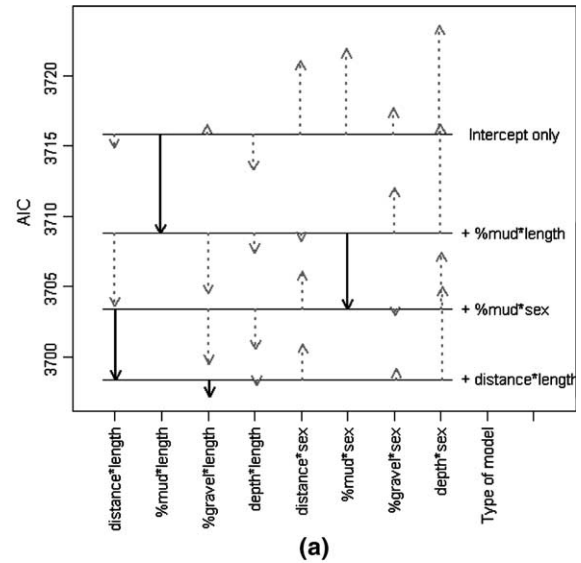 AIC
3720
3715
3710
3705
3700
Intercept only
+ %mud*length
+ %mud*sex
+ distance*length
distance*length
%mud*length
%gravel*length
depth*length
distance*sex
%mud*sex
%gravel*sex
depth*sex
Type of model
(a)